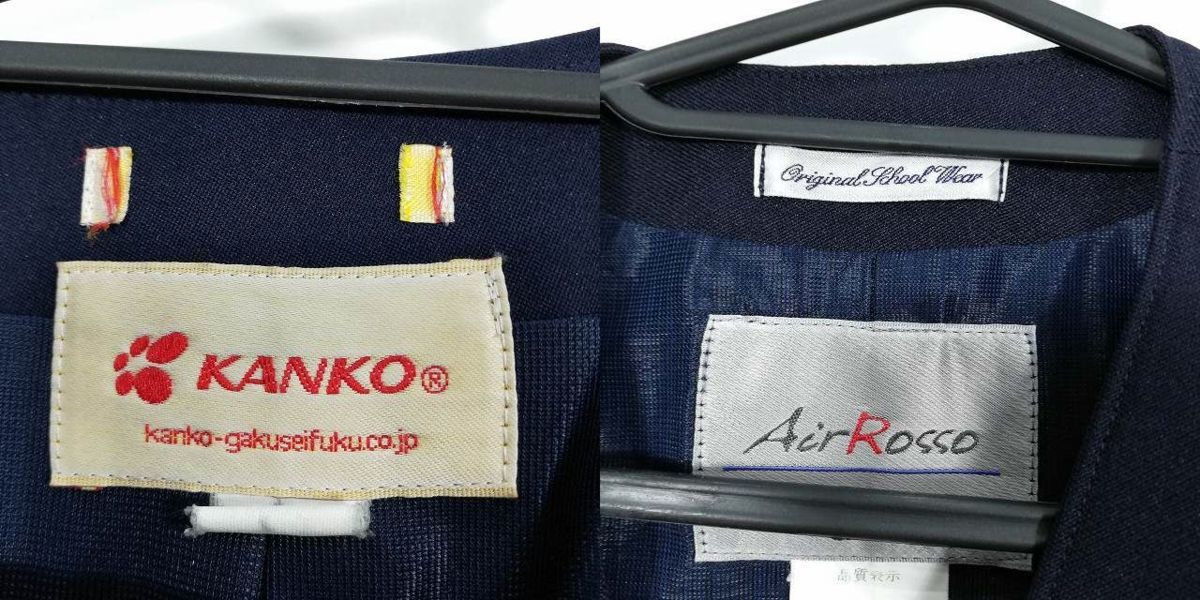 KANKO®
kanko-gakuseifuku.co.jp
Original School Wear
AirRosso
品質表示